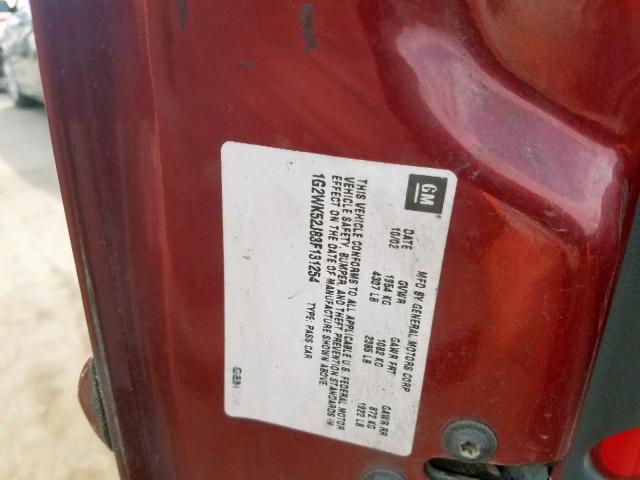 GM
MFD BY GENERAL MOTORS CORP
DATE GVWR GAWR FRT GAWR RR
10/02 1954 KG 1082 KG 872 KG
4307 LB 2385 LB 1922 LB
THIS VEHICLE CONFORMS TO ALL APPLICABLE U.S. FEDERAL MOTOR
VEHICLE SAFETY, BUMPER, AND THEFT PREVENTION STANDARDS IN
EFFECT ON THE DATE OF MANUFACTURE SHOWN ABOVE.
1G2WK52J83F131254 TYPE: PASS CAR